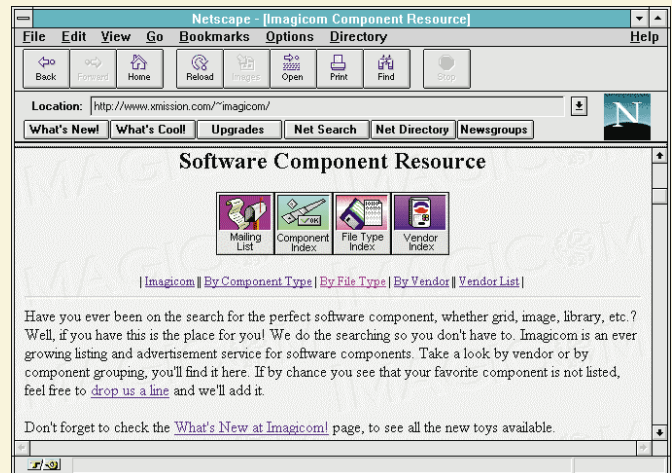 Netscape - [Imagicom Component Resource]
File Edit View Go Bookmarks Options Directory Help
Back Forward Home Reload Images Open Print Find Stop
Location: http://www.xmission.com/~imagicom/
N
What's New! What's Cool! Upgrades Net Search Net Directory Newsgroups
Software Component Resource
Mailing List Component Index File Type Index Vendor Index
| Imagicom || By Component Type | By File Type | By Vendor || Vendor List |
Have you ever been on the search for the perfect software component, whether grid, image, library, etc.?
Well, if you have this is the place for you! We do the searching so you don't have to. Imagicom is an ever
growing listing and advertisement service for software components. Take a look by vendor or by
component grouping, you'll find it here. If by chance you see that your favorite component is not listed,
feel free to drop us a line and we'll add it.
Don't forget to check the What's New at Imagicom! page, to see all the new toys available.